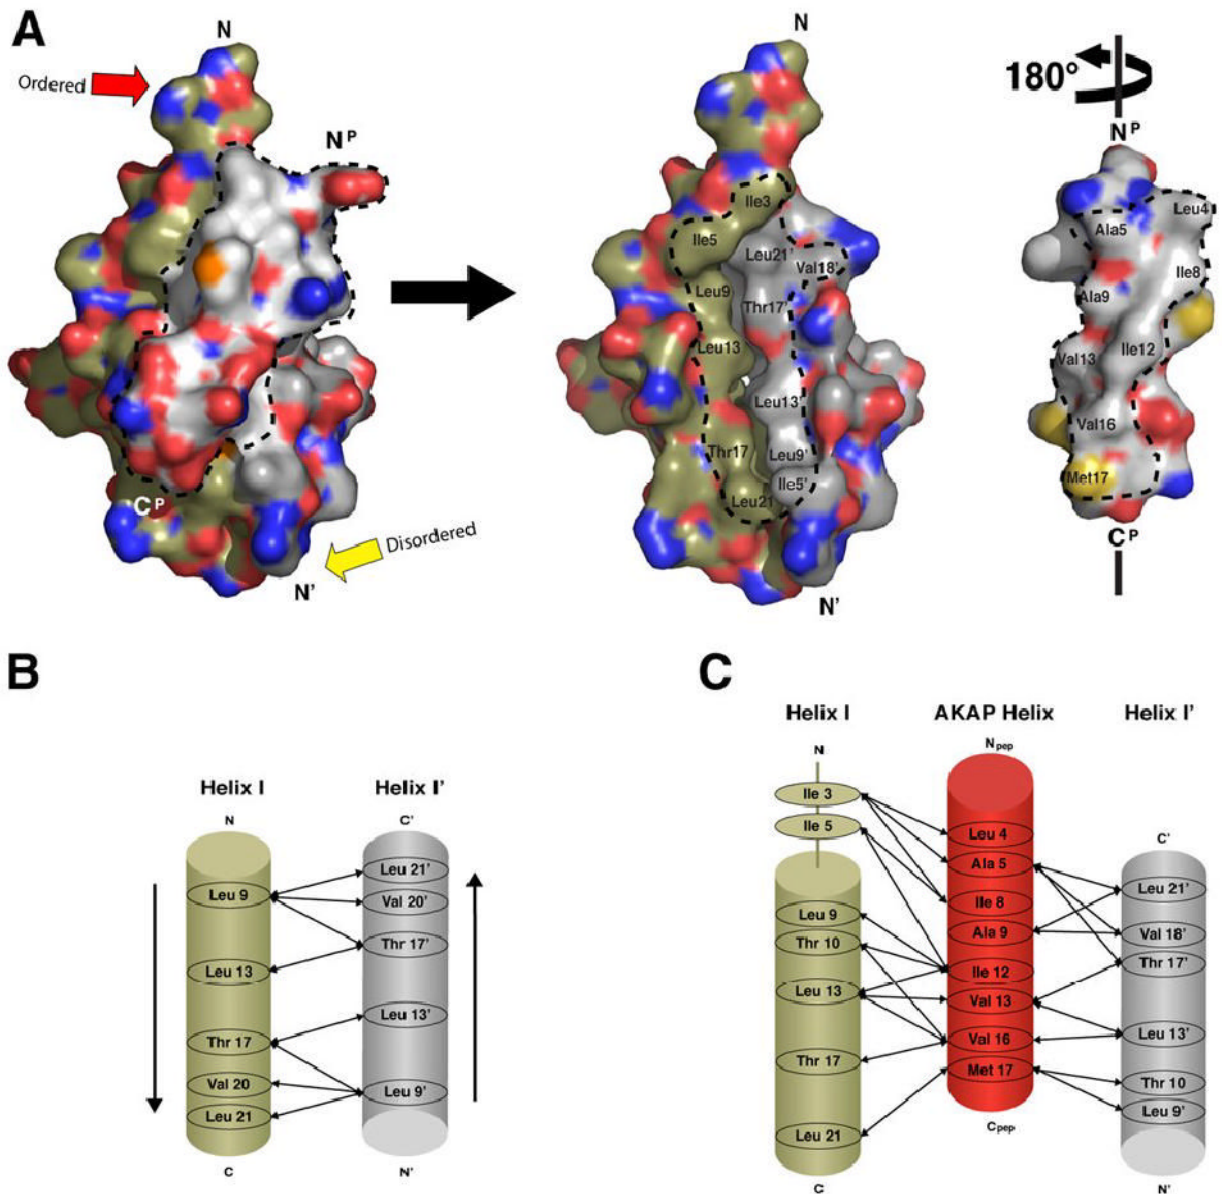 A
N
Ordered
N P
C P
Disordered
N'
N
Ile3
Ile5
Leu21'
Val18'
Leu9
Thr17'
Leu13
Leu13'
Thr17
Leu9'
Ile5'
Leu21
N'
180°
N P
Leu4
Ala5
Ile8
Ala9
Val13
Ile12
Val16
Met17
C P
B
Helix I
Helix I'
N
C'
Leu 9
Leu 21'
Val 20'
Thr 17'
Leu 13
Leu 13'
Thr 17
Val 20
Leu 9'
Leu 21
C
N'
C
Helix I
AKAP Helix
Helix I'
N
Npep
Ile 3
Ile 5
Leu 4
Ala 5
C'
Leu 21'
Ile 8
Leu 9
Ala 9
Val 18'
Thr 10
Thr 17'
Ile 12
Leu 13
Val 13
Leu 13'
Val 16
Thr 17
Met 17
Thr 10
Leu 9'
Cpep.
Leu 21
C
N'